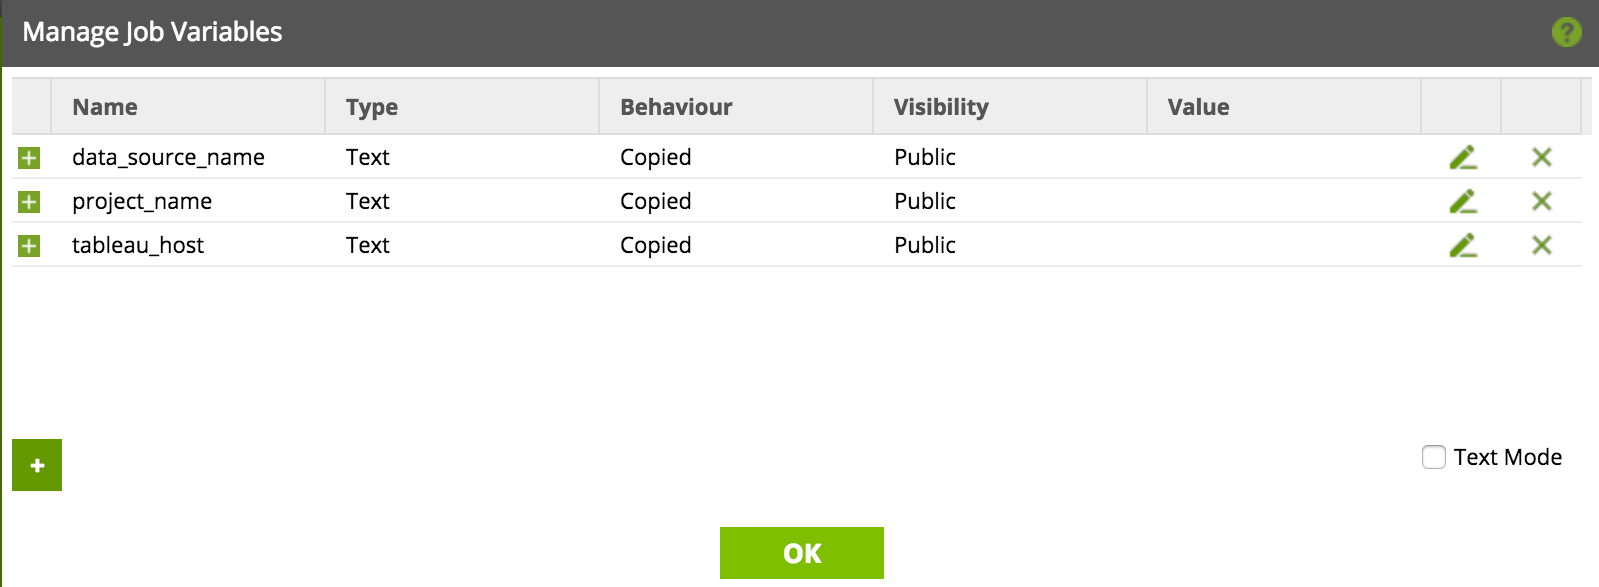 Manage Job Variables ?
Name Type Behaviour Visibility Value
data_source_name Text Copied Public
project_name Text Copied Public
tableau_host Text Copied Public
Text Mode
OK